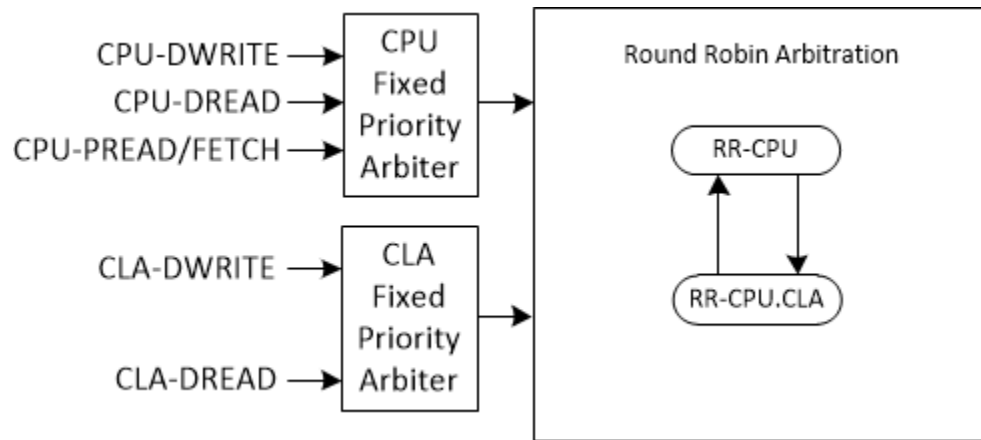 CPU-DWRITE
CPU-DREAD
CPU-PREAD/FETCH
CPU
Fixed
Priority
Arbiter
CLA-DWRITE
CLA-DREAD
CLA
Fixed
Priority
Arbiter
Round Robin Arbitration
RR-CPU
RR-CPU.CLA